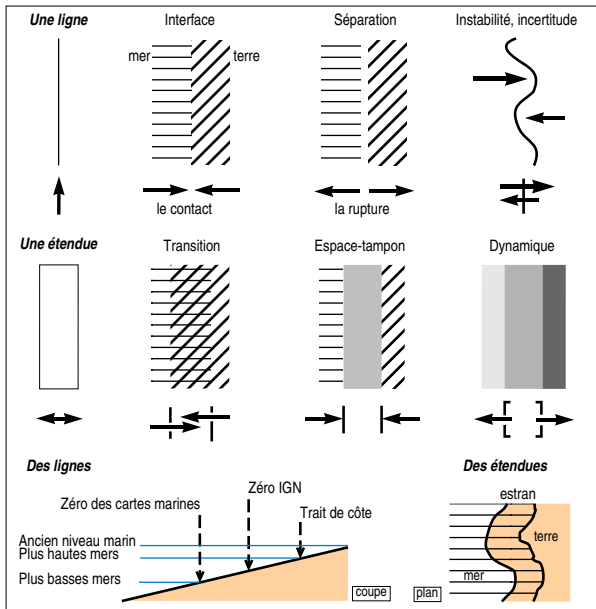 Une ligne
Interface
Séparation
Instabilité, incertitude
mer
terre
le contact
la rupture
Une étendue
Transition
Espace-tampon
Dynamique
Des lignes
Des étendues
Zéro IGN
Zéro des cartes marines
Trait de côte
Ancien niveau marin
Plus hautes mers
Plus basses mers
coupe
plan
estran
terre
mer